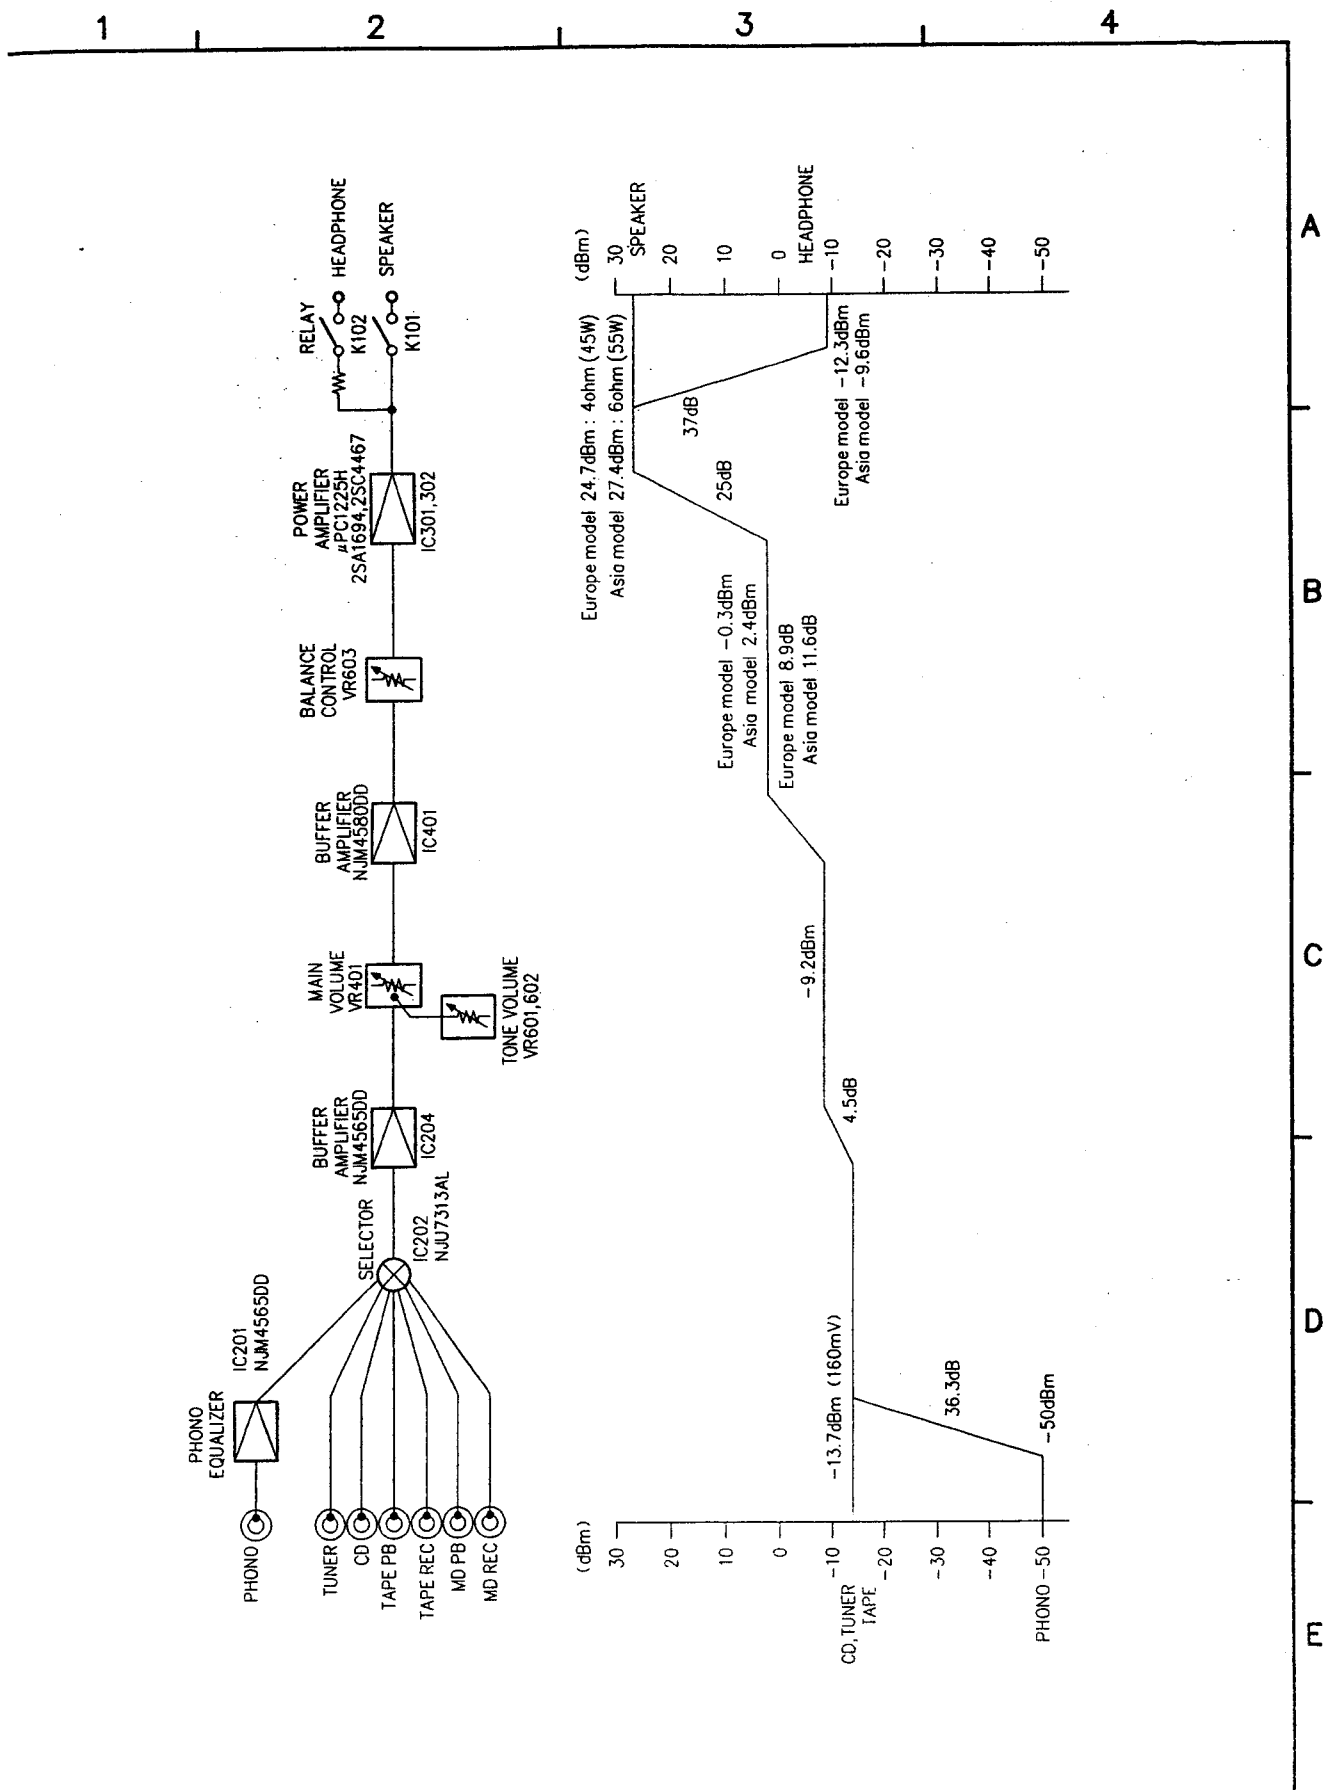 1
2
3
4
A
B
C
D
E
PHONO
TUNER
CD
TAPE PB
TAPE REC
MD PB
MD REC
PHONO
EQUALIZER
IC201
NJM4565DD
SELECTOR
IC202
NJU7313AL
BUFFER
AMPLIFIER
NJM4565DD
IC204
MAIN
VOLUME
VR401
TONE VOLUME
VR601,602
BUFFER
AMPLIFIER
NJM4580DD
IC401
BALANCE
CONTROL
VR603
POWER
AMPLIFIER
µPC1225H
2SA1694,2SC4467
IC301,302
RELAY
K102
K101
HEADPHONE
SPEAKER
(dBm)
30
20
10
0
-10
-20
-30
-40
PHONO -50
CD,TUNER
TAPE
-13.7dBm (160mV)
36.3dB
-50dBm
4.5dB
-9.2dBm
Europe model -0.3dBm
Asia model 2.4dBm
Europe model 8.9dB
Asia model 11.6dB
Europe model 24.7dBm : 4ohm (45W)
Asia model 27.4dBm : 6ohm (55W)
25dB
37dB
Europe model -12.3dBm
Asia model -9.6dBm
(dBm)
30
SPEAKER
20
10
0
HEADPHONE
-10
-20
-30
-40
-50